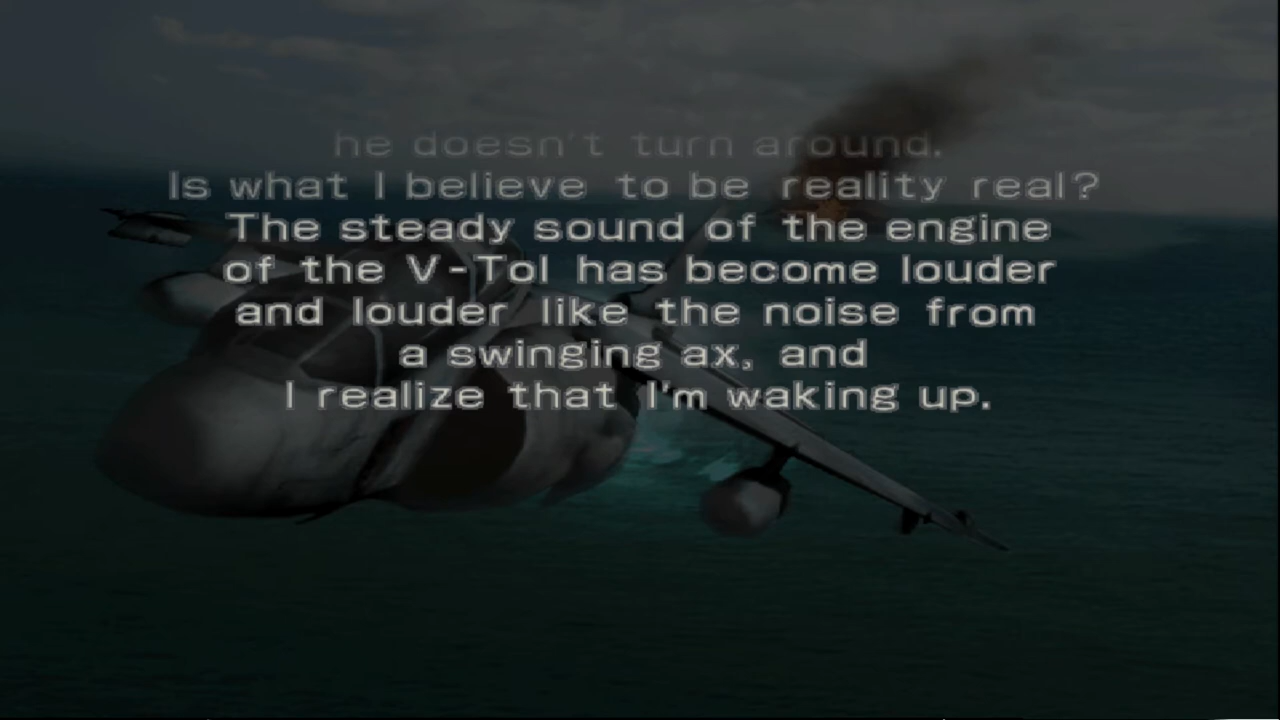 he doesn't turn around.
Is what I believe to be reality real?
The steady sound of the engine
of the V-Tol has become louder
and louder like the noise from
a swinging ax, and
I realize that I'm waking up.